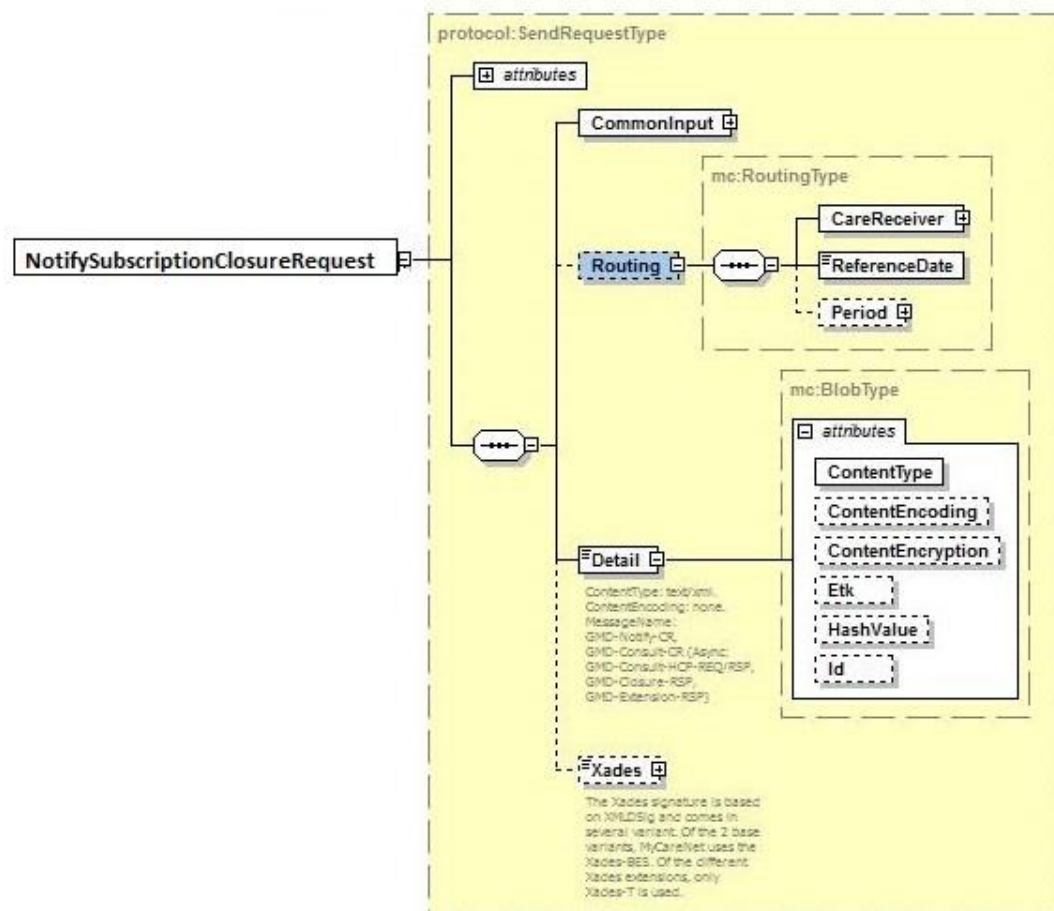 protocol:SendRequestType
attributes
CommonInput
mc:RoutingType
CareReceiver
NotifySubscriptionClosureRequest
Routing
ReferenceDate
Period
mc:BlobType
attributes
ContentType
ContentEncoding
ContentEncryption
Etk
HashValue
Id
Detail
ContentType: text/xml.
ContentEncoding: none.
MessageName:
GMD-Notify-CR,
GMD-Consult-CR (Async:
GMD-Consult-HCP-REQ/RSP,
GMD-Closure-RSP,
GMD-Extension-RSP)
Xades
The Xades signature is based
on XMLDSig and comes in
several variant. Of the 2 base
variants, MyCareNet uses the
Xades-BES. Of the different
Xades extensions, only
Xades-T is used.